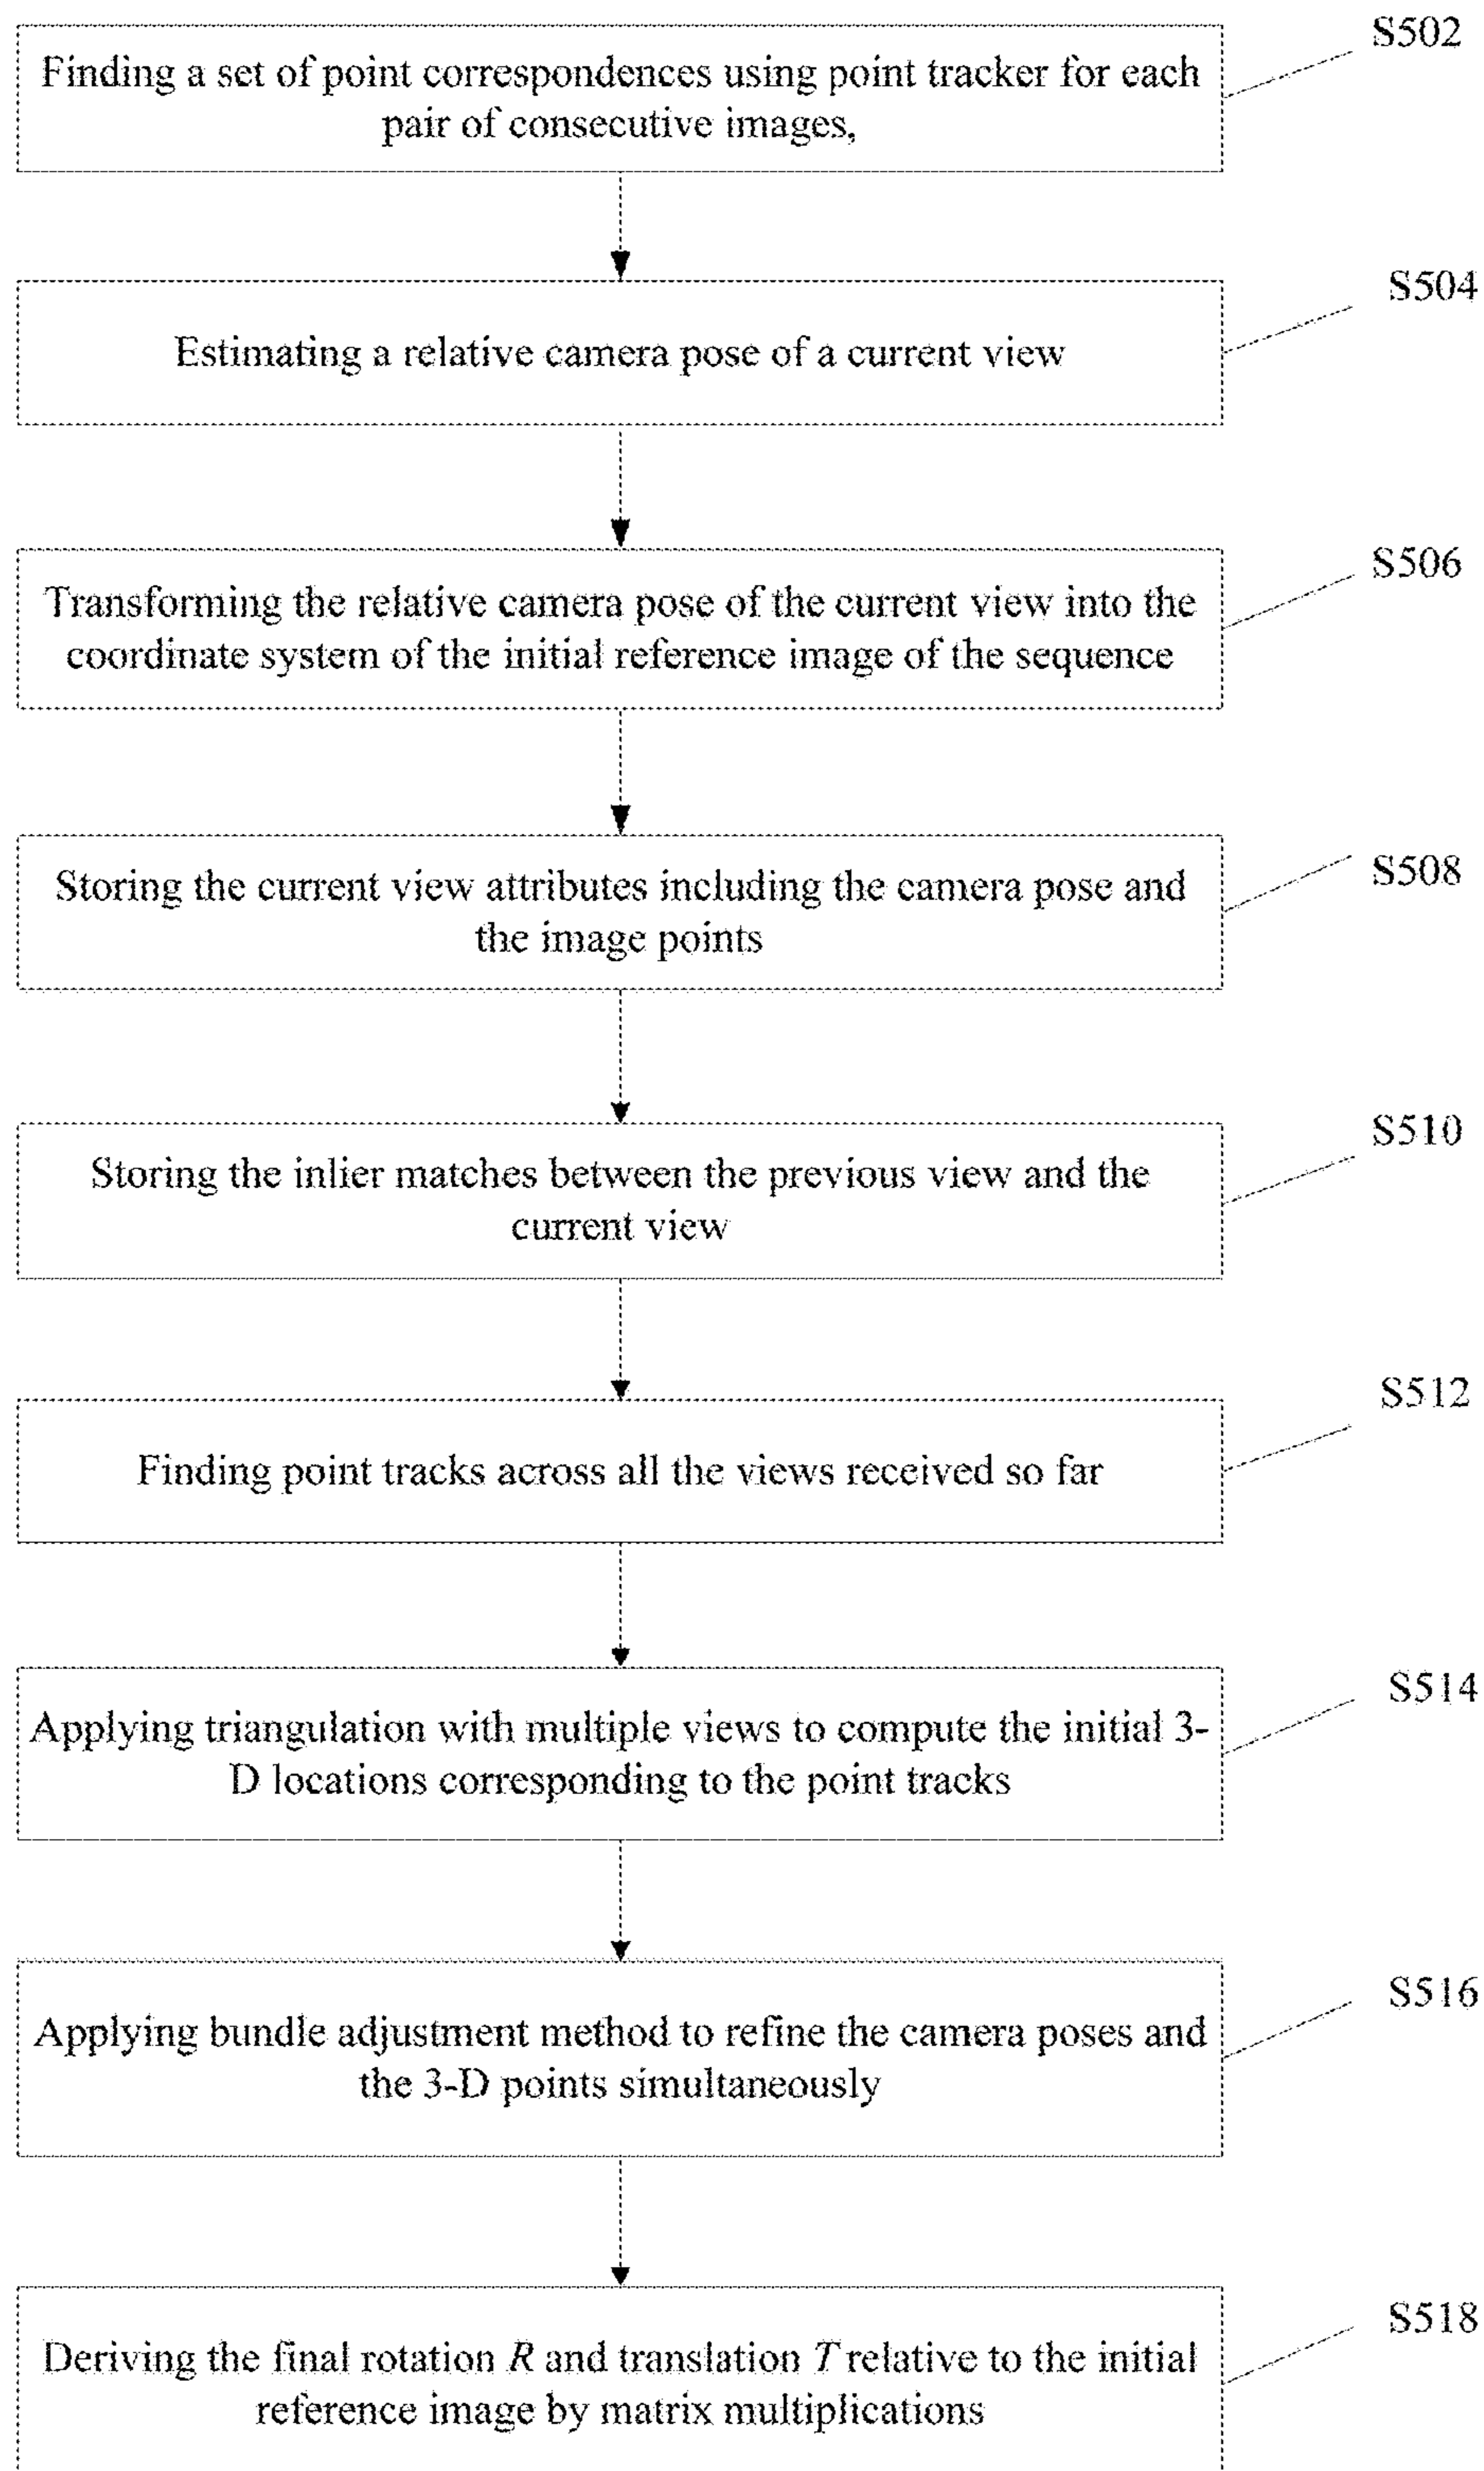 S502
Finding a set of point correspondences using point tracker for each
pair of consecutive images,
S504
Estimating a relative camera pose of a current view
S506
Transforming the relative camera pose of the current view into the
coordinate system of the initial reference image of the sequence
S508
Storing the current view attributes including the camera pose and
the image points
S510
Storing the inlier matches between the previous view and the
current view
S512
Finding point tracks across all the views received so far
S514
Applying triangulation with multiple views to compute the initial 3-
D locations corresponding to the point tracks
S516
Applying bundle adjustment method to refine the camera poses and
the 3-D points simultaneously
S518
Deriving the final rotation R and translation T relative to the initial
reference image by matrix multiplications